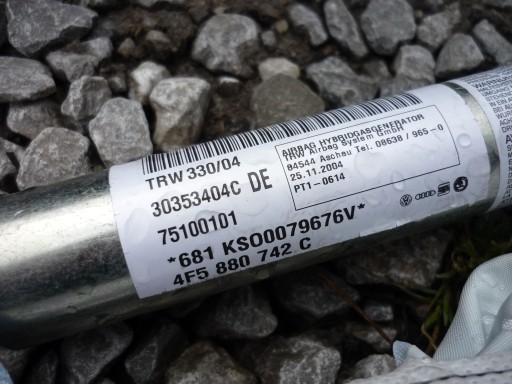 TRW 330/04
30353404C DE
75100101
*681 KSO0079676V*
4F5 880 742 C
AIRBAG HYBRIDGASGENERATOR
TRW Airbag System GmbH
84544 Aschau Tel. 08638 / 965-0
25.11.2004
PT1-0614